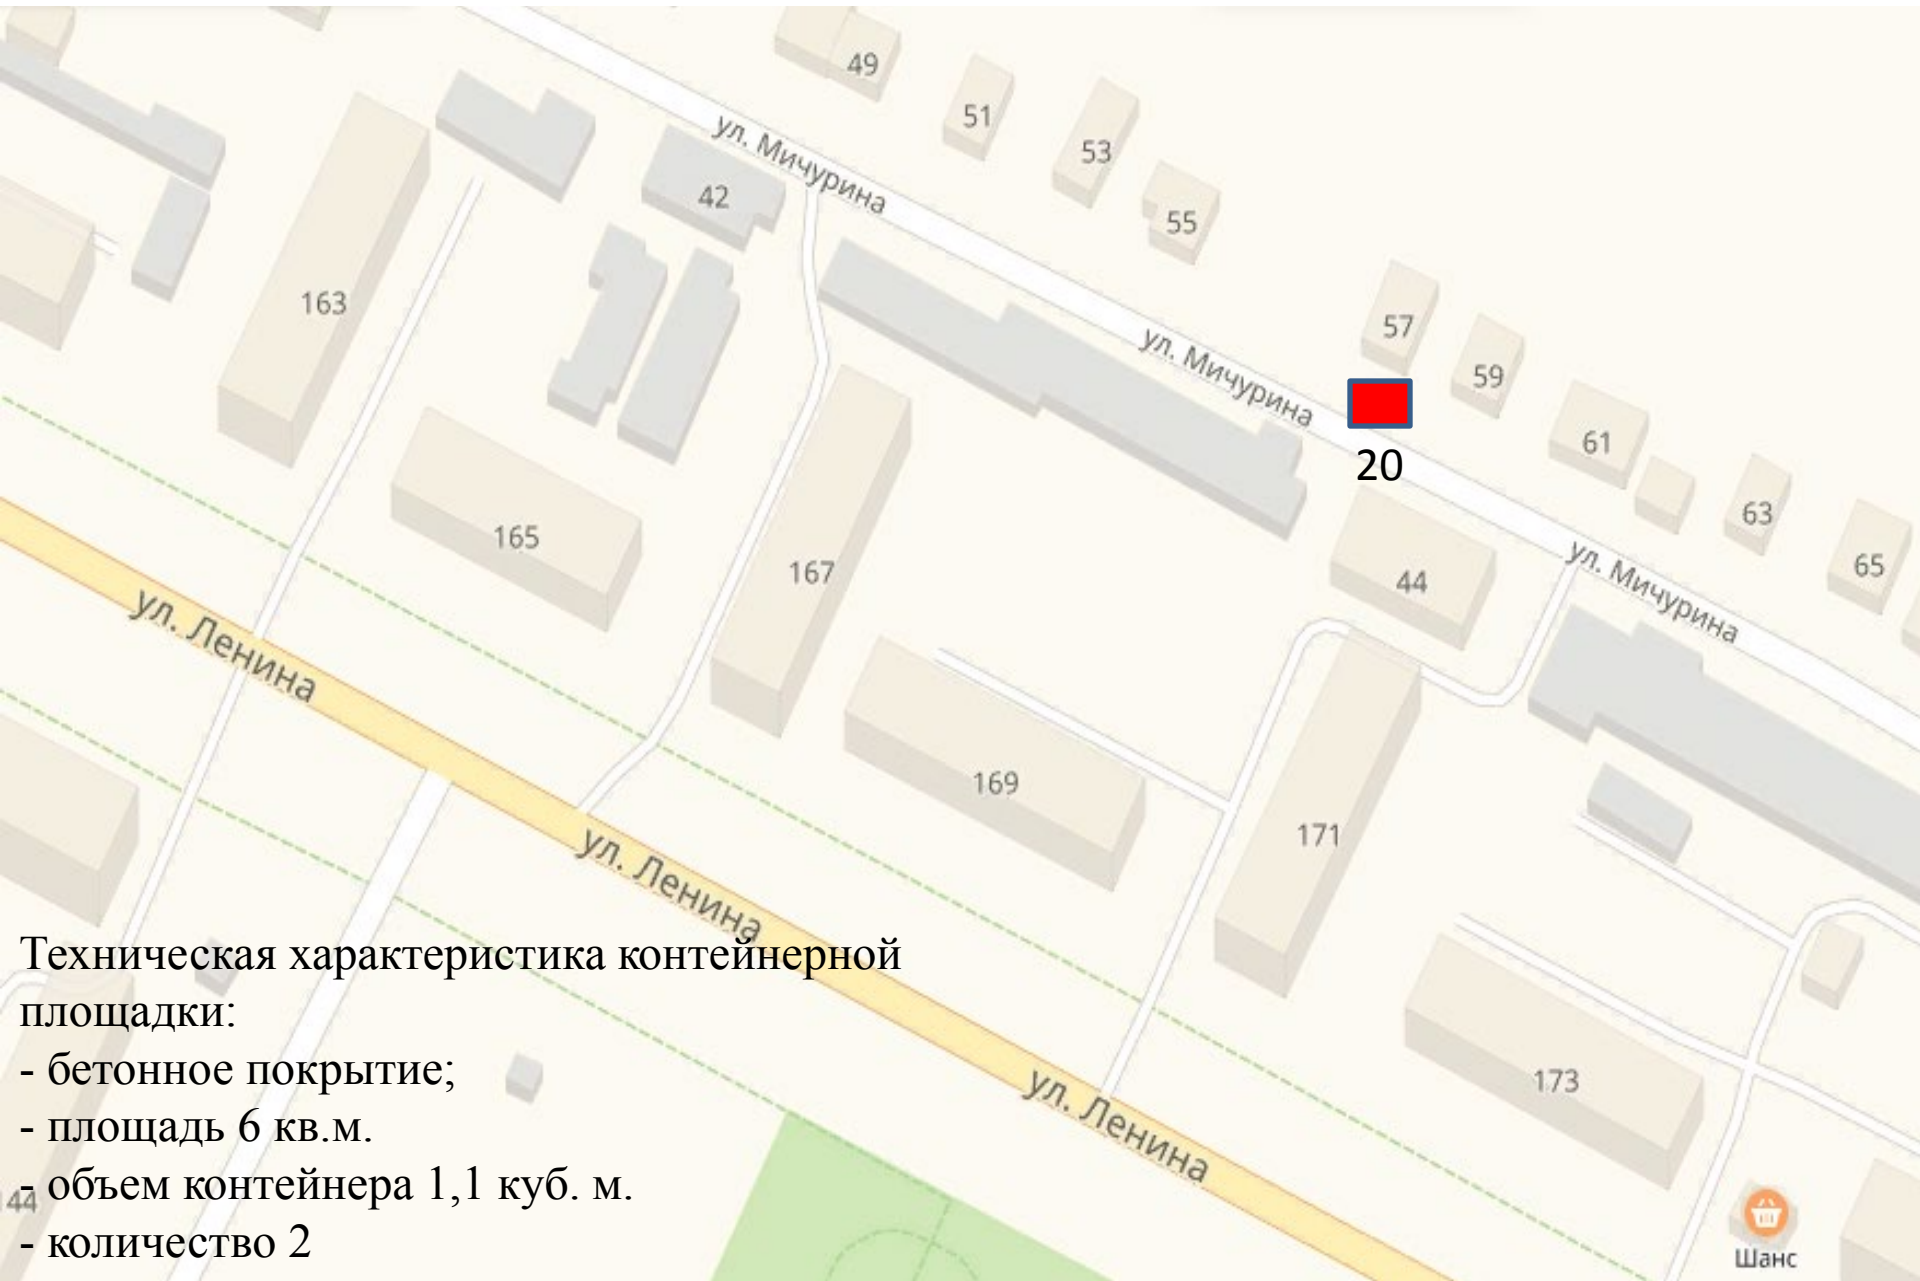 49
51
ул. Мичурина
53
42
55
163
57
ул. Мичурина
59
20
61
63
165
167
44
ул. Мичурина
65
ул. Ленина
169
171
ул. Ленина
Техническая характеристика контейнерной
площадки:
- бетонное покрытие;
- площадь 6 кв.м.
- объем контейнера 1,1 куб. м.
- количество 2
ул. Ленина
173
44
Шанс